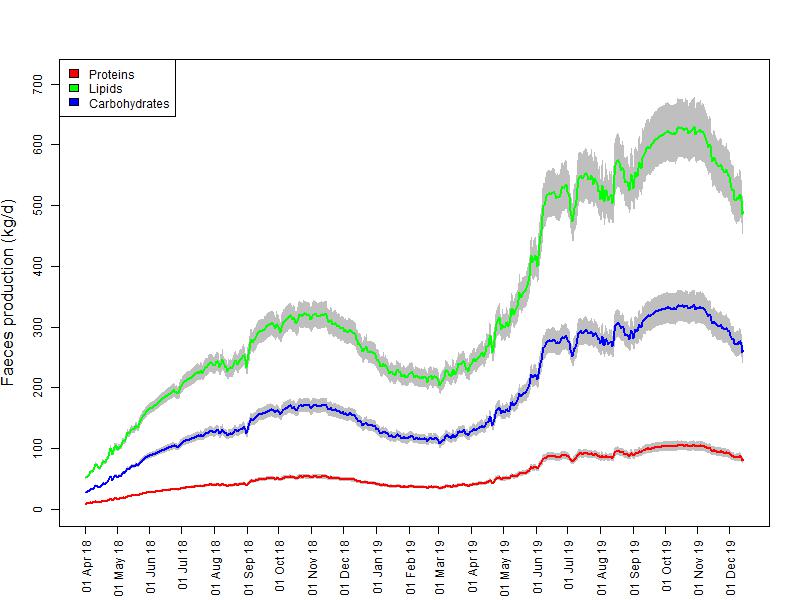 Proteins
Lipids
Carbohydrates
Faeces production (kg/d)
700
600
500
400
300
200
100
0
01 Apr 18
01 May 18
01 Jun 18
01 Jul 18
01 Aug 18
01 Sep 18
01 Oct 18
01 Nov 18
01 Dec 18
01 Jan 19
01 Feb 19
01 Mar 19
01 Apr 19
01 May 19
01 Jun 19
01 Jul 19
01 Aug 19
01 Sep 19
01 Oct 19
01 Nov 19
01 Dec 19